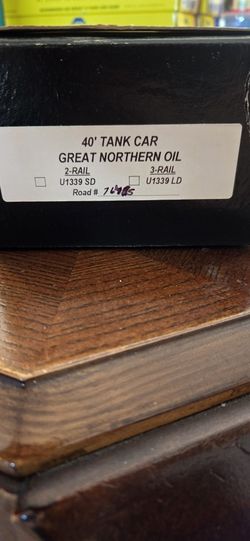 40' TANK CAR
GREAT NORTHERN OIL
2-RAIL 3-RAIL
U1339 SD U1339 LD
Road #